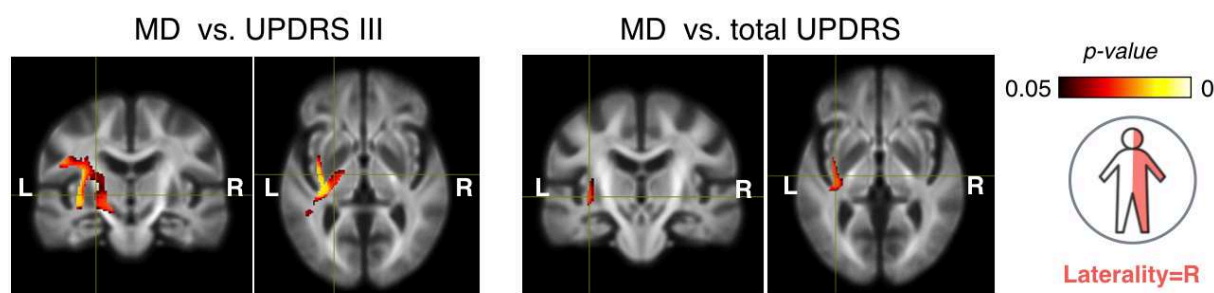 MD vs. UPDRS III
MD vs. total UPDRS
p-value
0.05 0
L R L R L R L R
Laterality=R